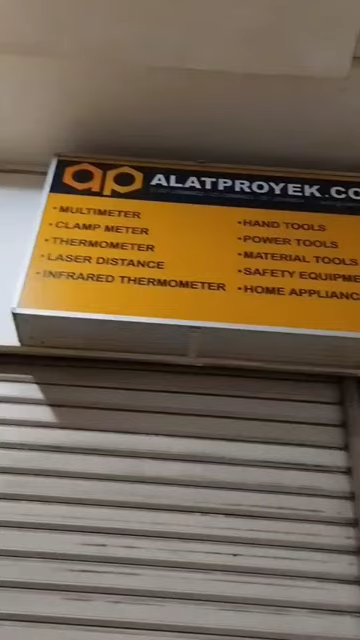 ap ALATPROYEK.CO
• MULTIMETER
• CLAMP METER
• THERMOMETER
• LASER DISTANCE
• INFRARED THERMOMETER
• HAND TOOLS
• POWER TOOLS
• MATERIAL TOOLS
• SAFETY EQUIPME
• HOME APPLIANC